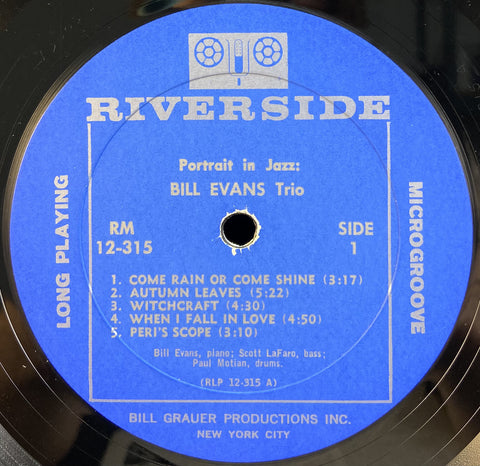 RIVERSIDE
Portrait in Jazz:
BILL EVANS Trio
RM
12-315
SIDE
1
LONG PLAYING
MICROGROOVE
1. COME RAIN OR COME SHINE (3:17)
2. AUTUMN LEAVES (5:22)
3. WITCHCRAFT (4:30)
4. WHEN I FALL IN LOVE (4:50)
5. PERI'S SCOPE (3:10)
Bill Evans, piano; Scott LaFaro, bass;
Paul Motian, drums.
(RLP 12-315 A)
BILL GRAUER PRODUCTIONS INC.
NEW YORK CITY